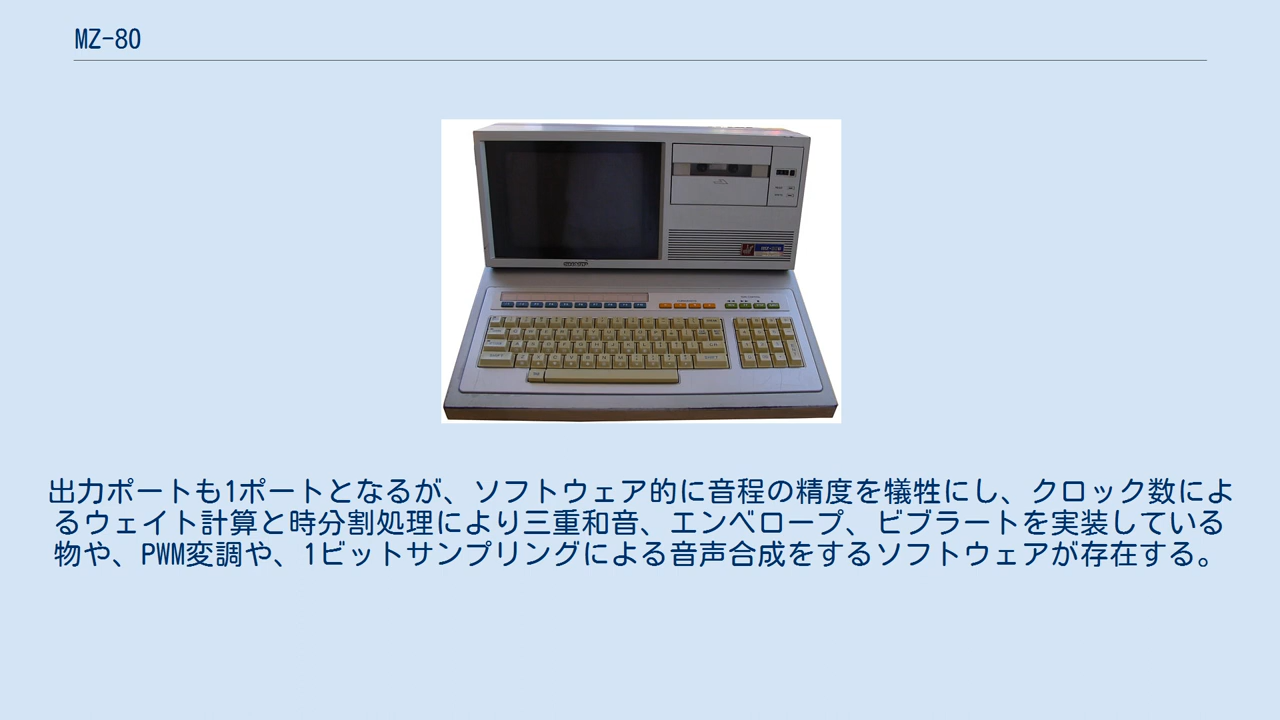 MZ-80
出力ポートも1ポートとなるが、ソフトウェア的に音程の精度を犠牲にし、クロック数によ
るウェイト計算と時分割処理により三重和音、エンベロープ、ビブラートを実装している
物や、PWM変調や、1ビットサンプリングによる音声合成をするソフトウェアが存在する。